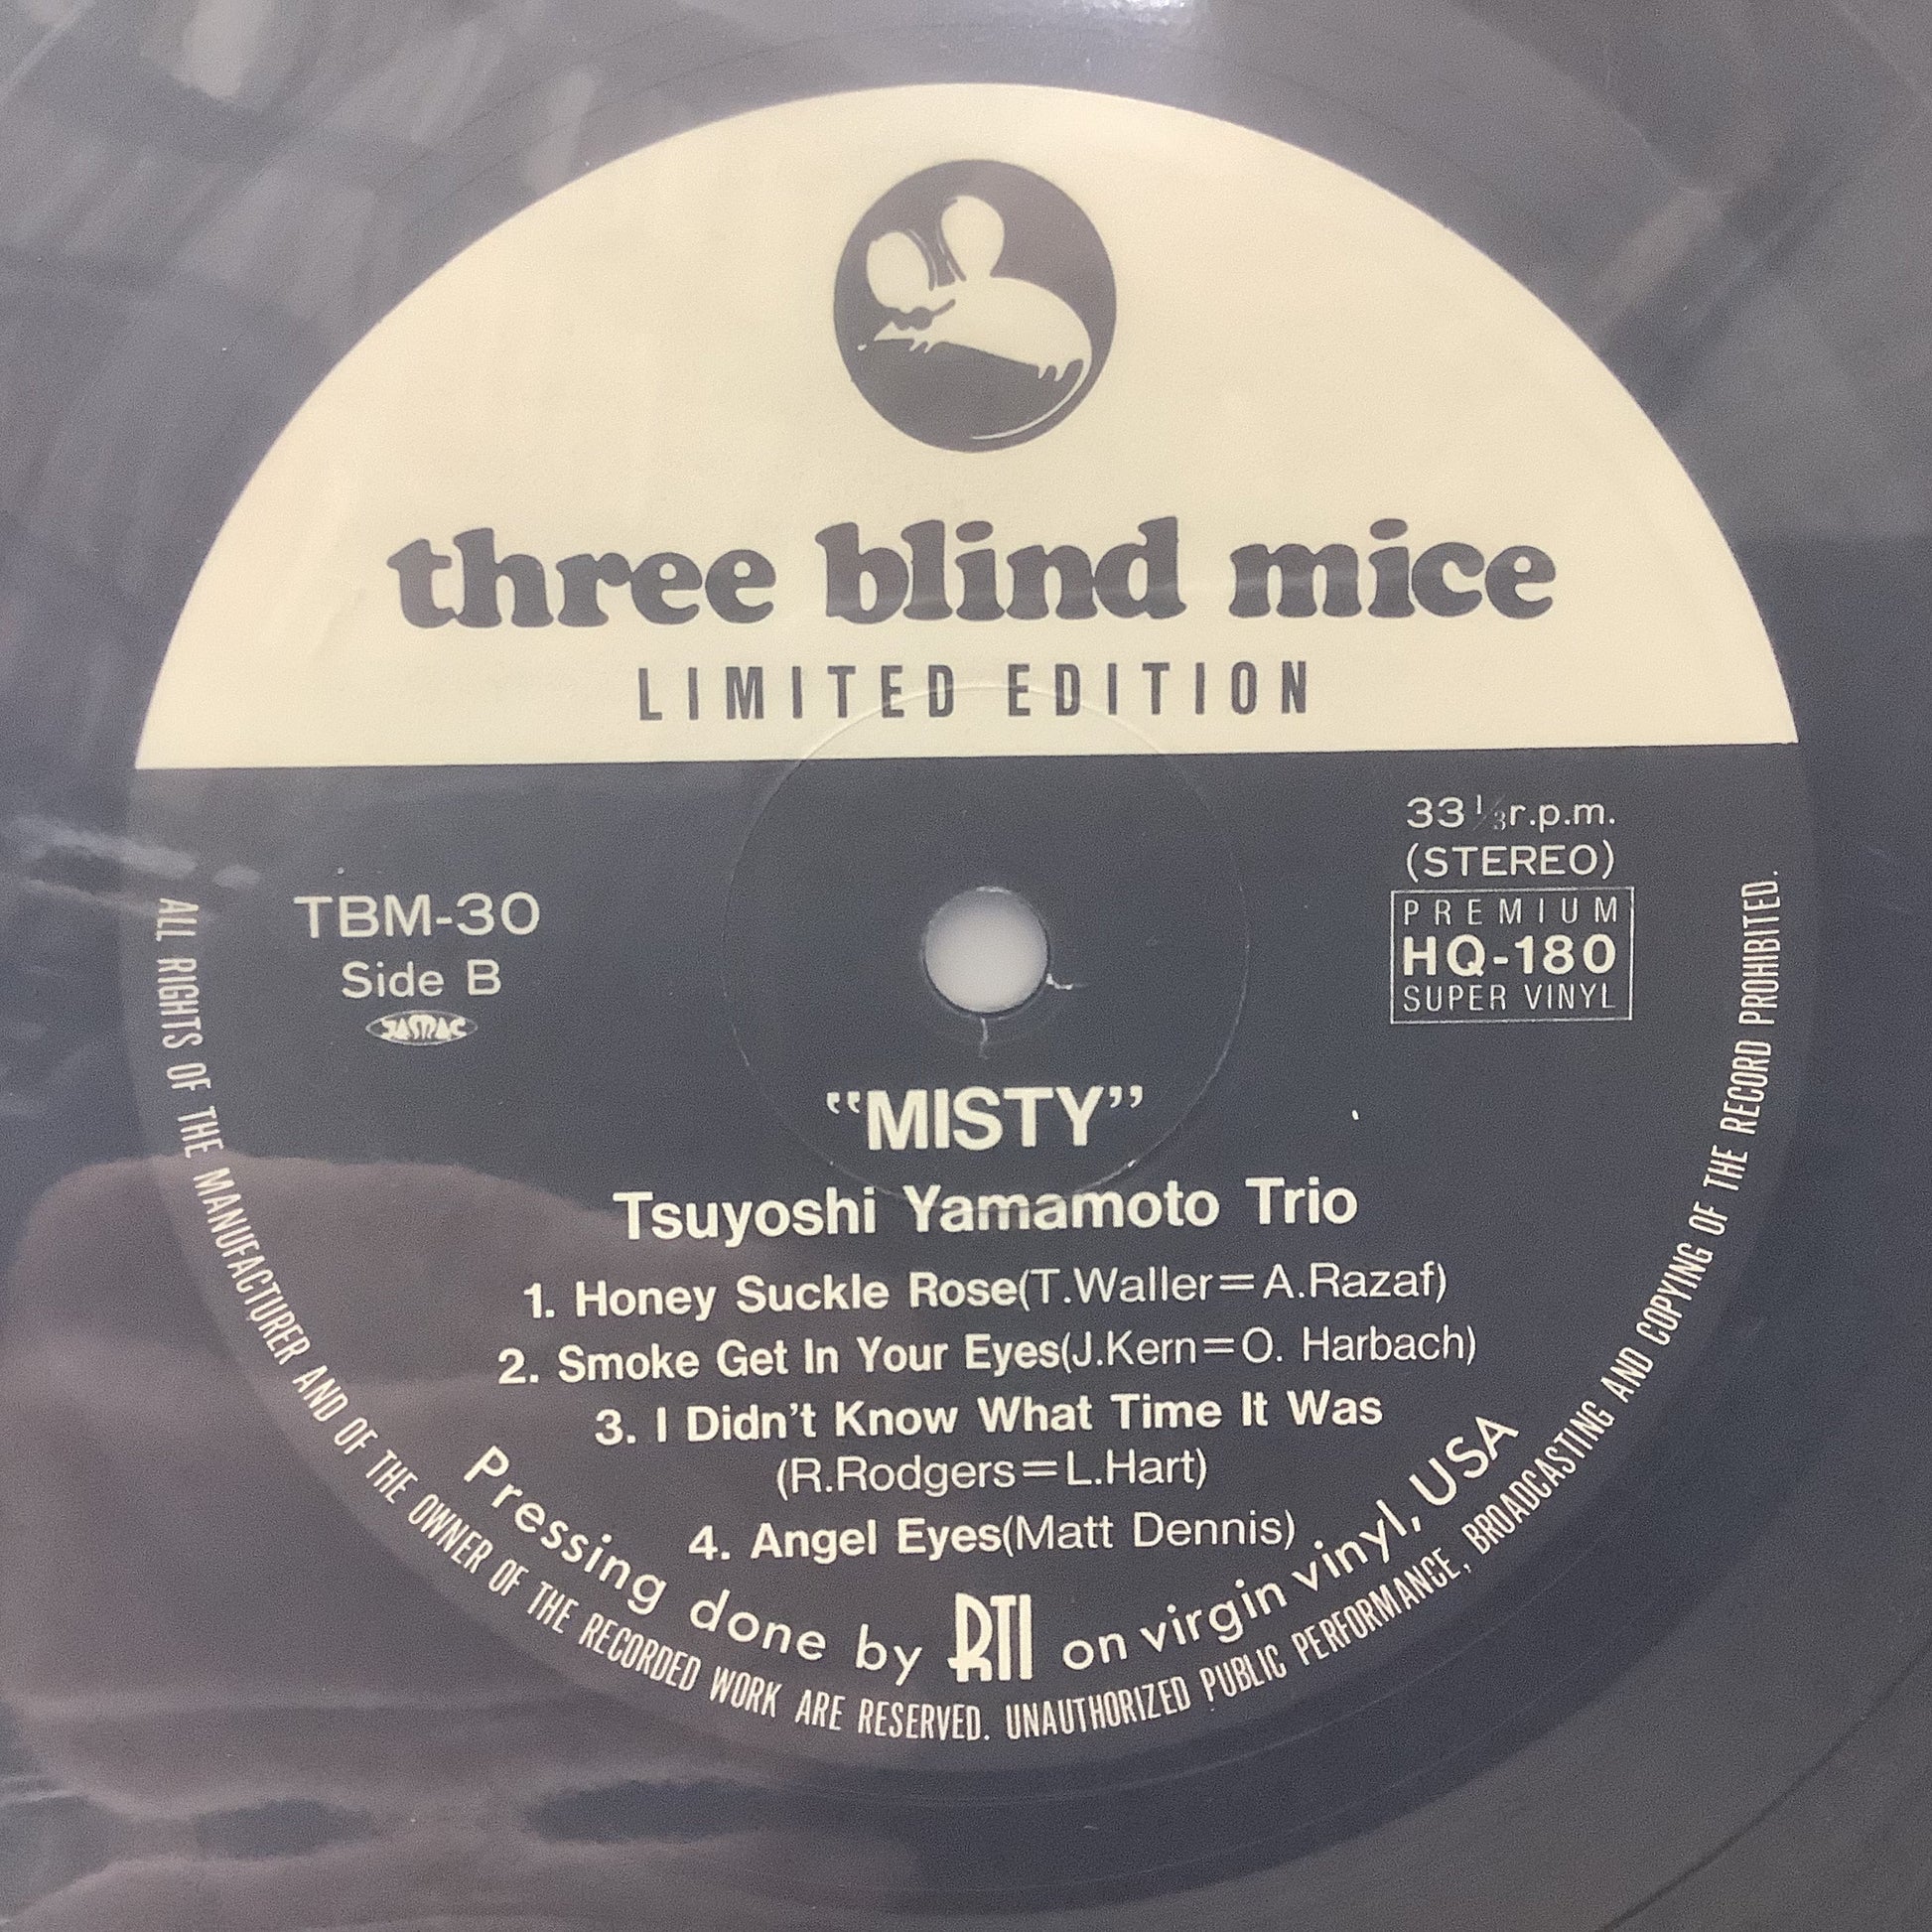 three blind mice
LIMITED EDITION
TBM-30
Side B
JASRAC
33⅓r.p.m.
(STEREO)
PREMIUM
HQ-180
SUPER VINYL
“MISTY”
Tsuyoshi Yamamoto Trio
1. Honey Suckle Rose(T.Waller=A.Razaf)
2. Smoke Get In Your Eyes(J.Kern=O. Harbach)
3. I Didn’t Know What Time It Was
(R.Rodgers=L.Hart)
4. Angel Eyes(Matt Dennis)
Pressing done by RTI on virgin vinyl, USA
ALL RIGHTS OF THE MANUFACTURER AND OF THE OWNER OF THE RECORDED WORK ARE RESERVED. UNAUTHORIZED PUBLIC PERFORMANCE, BROADCASTING AND COPYING OF THE RECORD PROHIBITED.